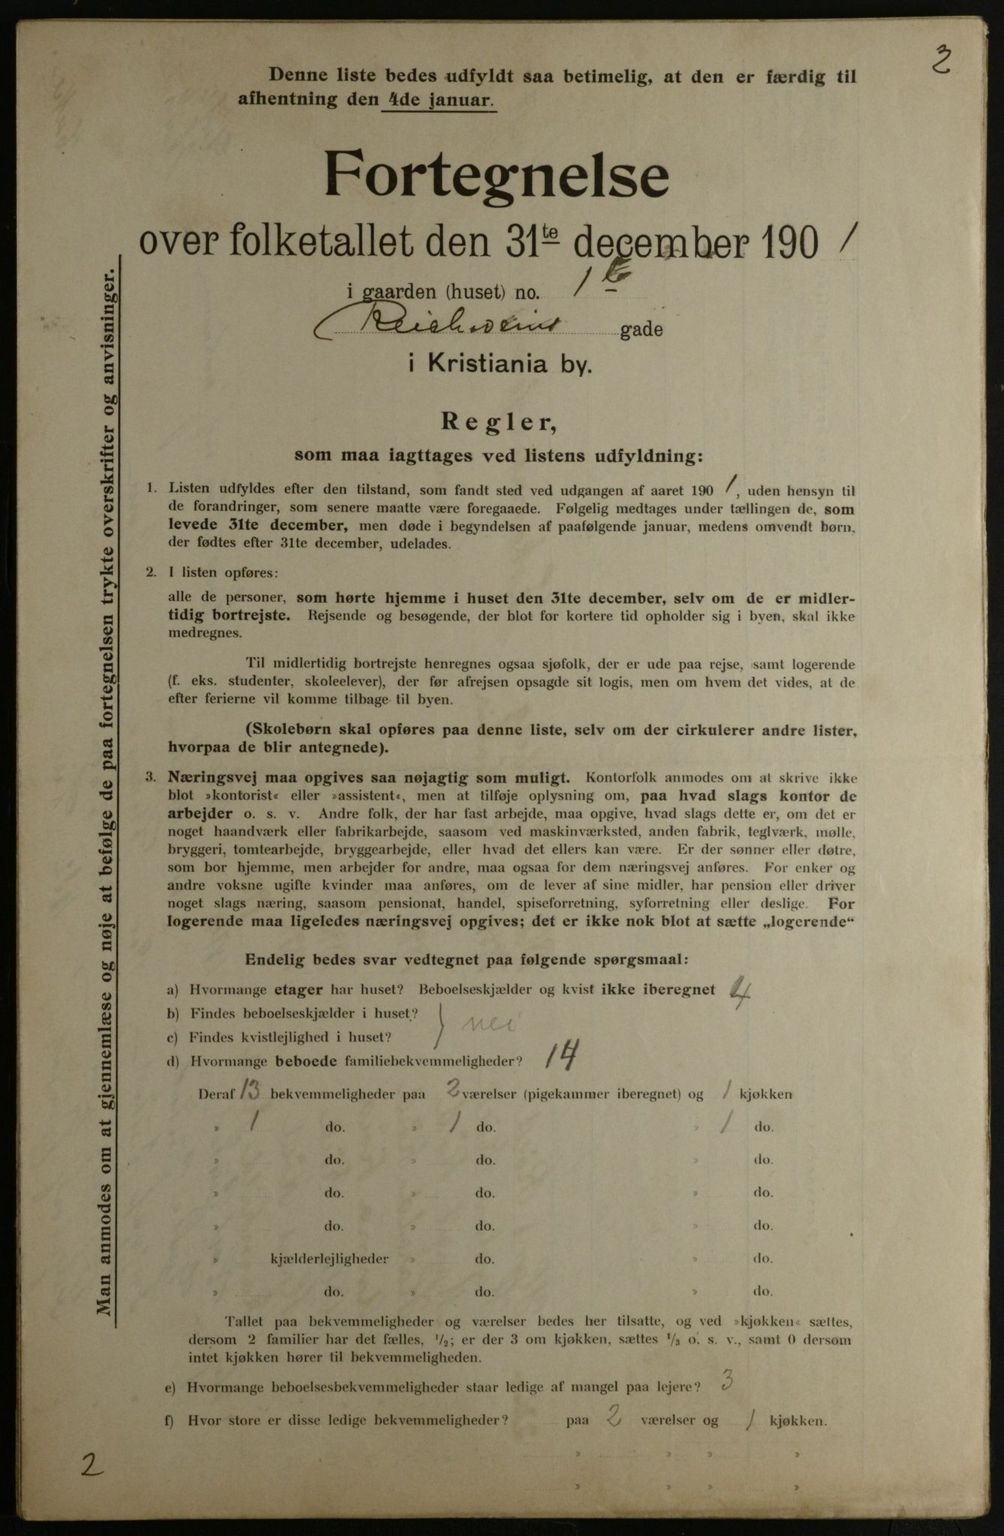 3
Denne liste bedes udfyldt saa betimelig, at den er færdig til
afhentning den 4de januar.
Fortegnelse
over folketallet den 31te december 1901
i gaarden (huset) no. 1
gade
i Kristiania by.
Regler,
som maa iagttages ved listens udfyldning:
1. Listen udfyldes efter den tilstand, som fandt sted ved udgangen af aaret 1901, uden hensyn til
de forandringer, som senere maatte være foregaaede. Følgelig medtages under tællingen de, som
levede 31te december, men døde i begyndelsen af paafølgende januar, medens omvendt børn,
der fødtes efter 31te december, udelades.
2. I listen opføres:
alle de personer, som hørte hjemme i huset den 31te december, selv om de er midler-
tidig bortrejste. Rejsende og besøgende, der blot for kortere tid opholder sig i byen, skal ikke
medregnes.
Til midlertidig bortrejste henregnes ogsaa sjøfolk, der er ude paa rejse, samt logerende
(f. eks. studenter, skoleelever), der før afrejsen opsagde sit logis, men om hvem det vides, at de
efter ferierne vil komme tilbage til byen.
(Skolebørn skal opføres paa denne liste, selv om der cirkulerer andre lister,
hvorpaa de blir antegnede).
3. Næringsvej maa opgives saa nøjagtig som muligt. Kontorfolk anmodes om at skrive ikke
blot »kontorist« eller »assistent«, men at tilføje oplysning om, paa hvad slags kontor de
arbejder o. s. v. Andre folk, der har fast arbejde, maa opgive, hvad slags dette er, om det er
noget haandværk eller fabrikarbejde, saasom ved maskinværksted, anden fabrik, teglværk, mølle,
bryggeri, tomtearbejde, bryggearbejde, eller hvad det ellers kan være. Er der sønner eller døtre,
som bor hjemme, men arbejder for andre, maa ogsaa for dem næringsvej anføres. For enker og
andre voksne ugifte kvinder maa anføres, om de lever af sine midler, har pension eller driver
noget slags næring, saasom pensionat, handel, spiseforretning, syforretning eller deslige. For
logerende maa ligeledes næringsvej opgives; det er ikke nok blot at sætte „logerende“
Endelig bedes svar vedtegnet paa følgende spørgsmaal:
a) Hvormange etager har huset? Beboelseskjælder og kvist ikke iberegnet 4
b) Findes beboelseskjælder i huset?
c) Findes kvistlejlighed i huset? } nei
d) Hvormange beboede familiebekvemmeligheder? 14
Deraf 13 bekvemmeligheder paa 2 værelser (pigekammer iberegnet) og 1 kjøkken
» 1 do. » 1 do. » 1 do.
» do. » do. » do.
» do. » do. » do.
» do. » do. » do.
» kjælderlejligheder » do. » do.
» do. » do. » do.
Tallet paa bekvemmeligheder og værelser bedes her tilsatte, og ved »kjøkken« sættes,
dersom 2 familier har det fælles, 1/2; er der 3 om kjøkken, sættes 1/3 o. s. v., samt 0 dersom
intet kjøkken hører til bekvemmeligheden.
e) Hvormange beboelsesbekvemmeligheder staar ledige af mangel paa lejere? 3
f) Hvor store er disse ledige bekvemmeligheder? paa 2 værelser og 1 kjøkken.
» » »
» » »
2
Man anmodes om at gjennemlæse og nøje at befølge de paa fortegnelsen trykte overskrifter og anvisninger.